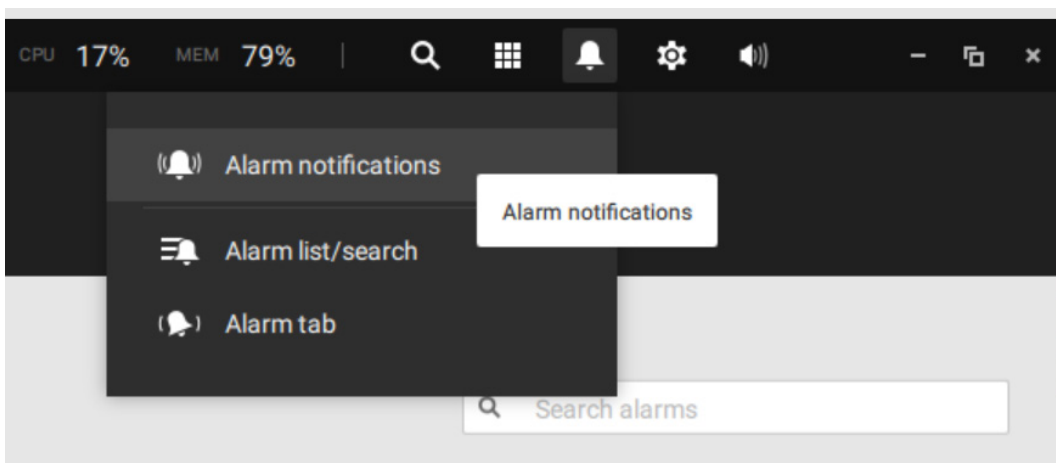 CPU 17% MEM 79%
Alarm notifications
Alarm notifications
Alarm list/search
Alarm tab
Search alarms